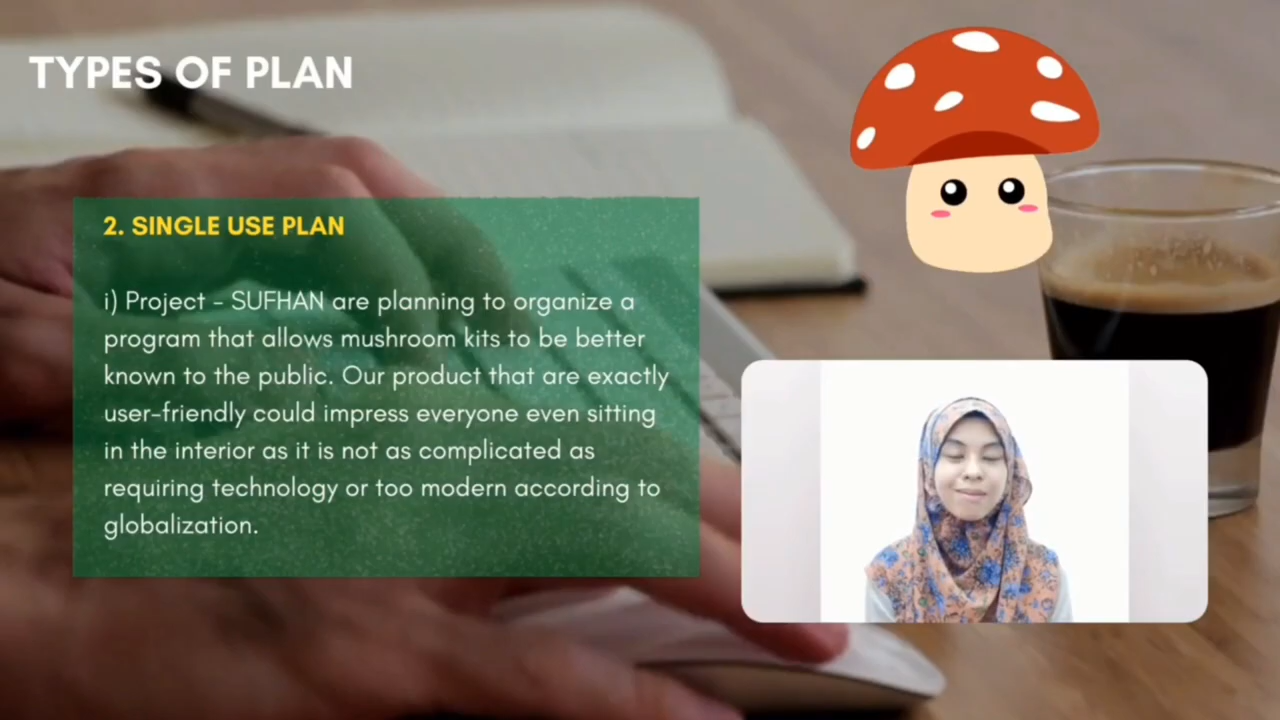 TYPES OF PLAN
2. SINGLE USE PLAN
i) Project - SUFHAN are planning to organize a
program that allows mushroom kits to be better
known to the public. Our product that are exactly
user-friendly could impress everyone even sitting
in the interior as it is not as complicated as
requiring technology or too modern according to
globalization.